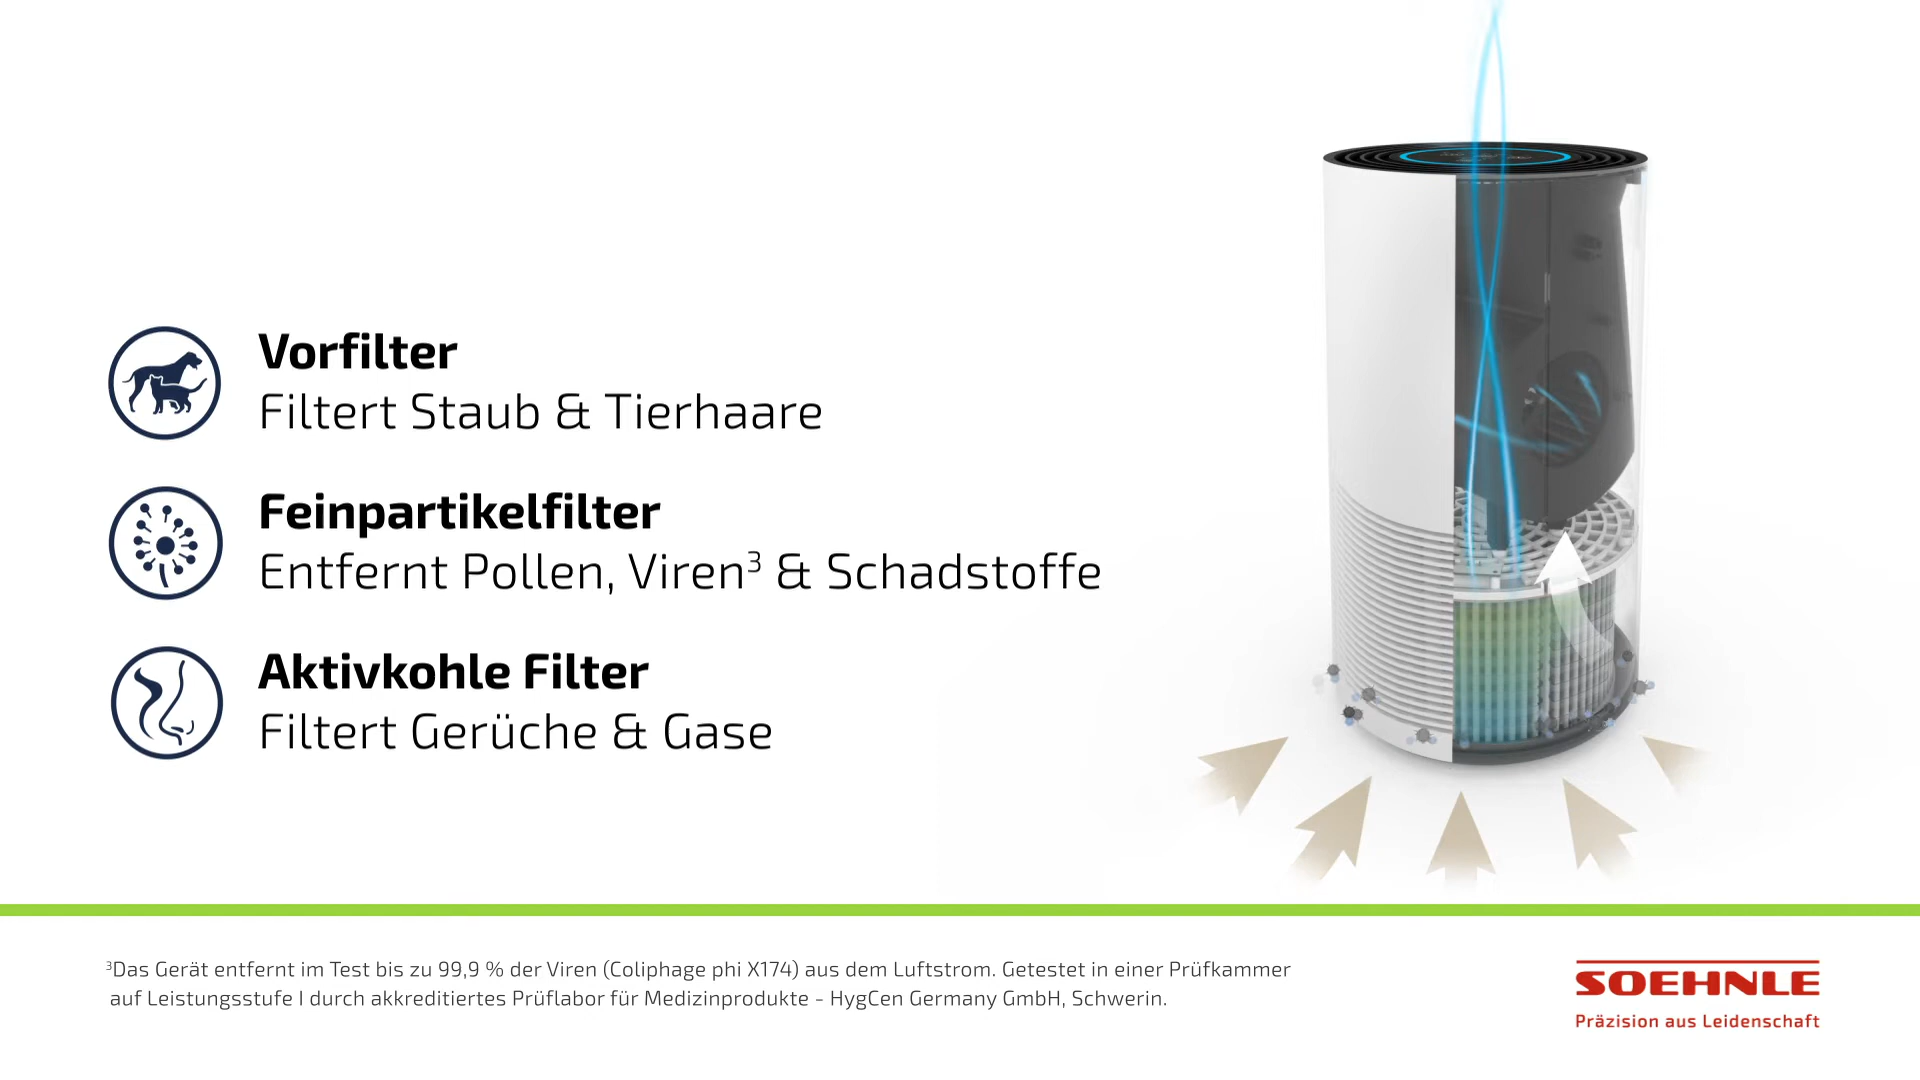 Vorfilter
Filtert Staub & Tierhaare
Feinpartikelfilter
Entfernt Pollen, Viren³ & Schadstoffe
Aktivkohle Filter
Filtert Gerüche & Gase
³Das Gerät entfernt im Test bis zu 99,9 % der Viren (Coliphage phi X174) aus dem Luftstrom. Getestet in einer Prüfkammer
auf Leistungsstufe I durch akkreditiertes Prüflabor für Medizinprodukte - HygCen Germany GmbH, Schwerin.
SOEHNLE
Präzision aus Leidenschaft